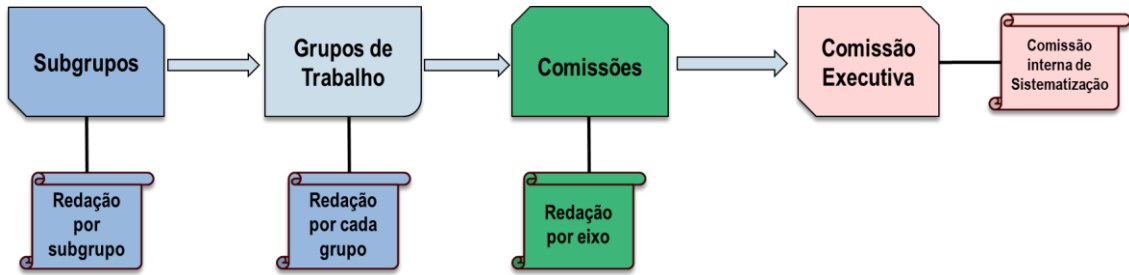 Subgrupos
Grupos de
Trabalho
Comissões
Comissão
Executiva
Comissão
interna de
Sistematização
Redação
por
subgrupo
Redação
por cada
grupo
Redação
por eixo